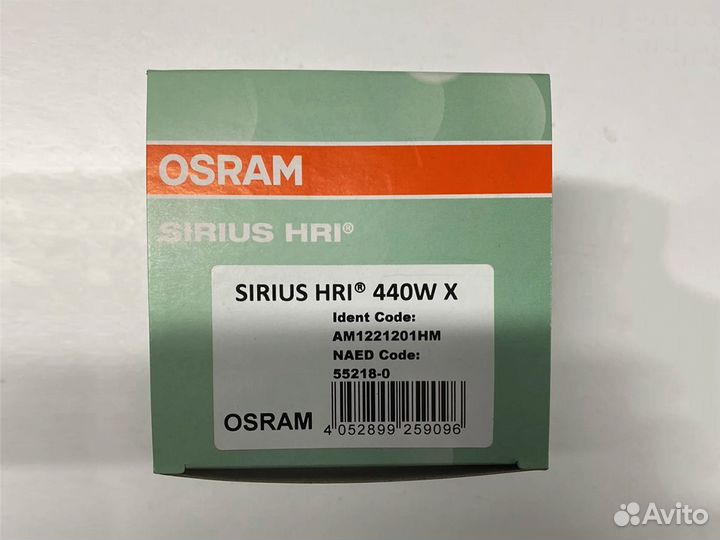 OSRAM
SIRIUS HRI®
SIRIUS HRI® 440W X
Ident Code:
AM1221201HM
NAED Code:
55218-0
OSRAM
4 052899 259096
Avito